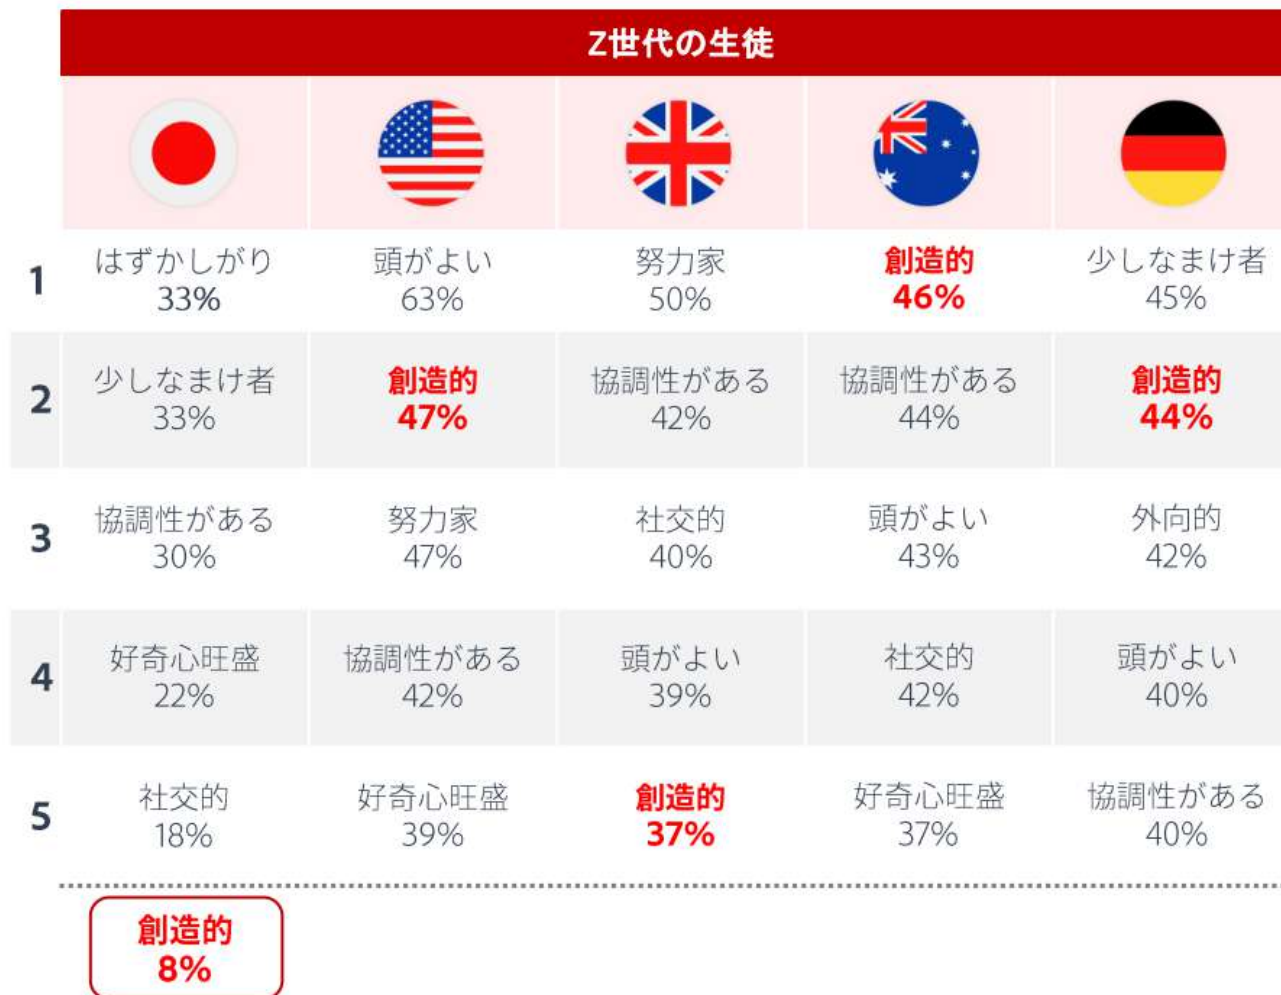 Z世代の生徒
1
はずかしがり
33%
頭がよい
63%
努力家
50%
創造的
46%
少しなまけ者
45%
2
少しなまけ者
33%
創造的
47%
協調性がある
42%
協調性がある
44%
創造的
44%
3
協調性がある
30%
努力家
47%
社交的
40%
頭がよい
43%
外向的
42%
4
好奇心旺盛
22%
協調性がある
42%
頭がよい
39%
社交的
42%
頭がよい
40%
5
社交的
18%
好奇心旺盛
39%
創造的
37%
好奇心旺盛
37%
協調性がある
40%
創造的
8%